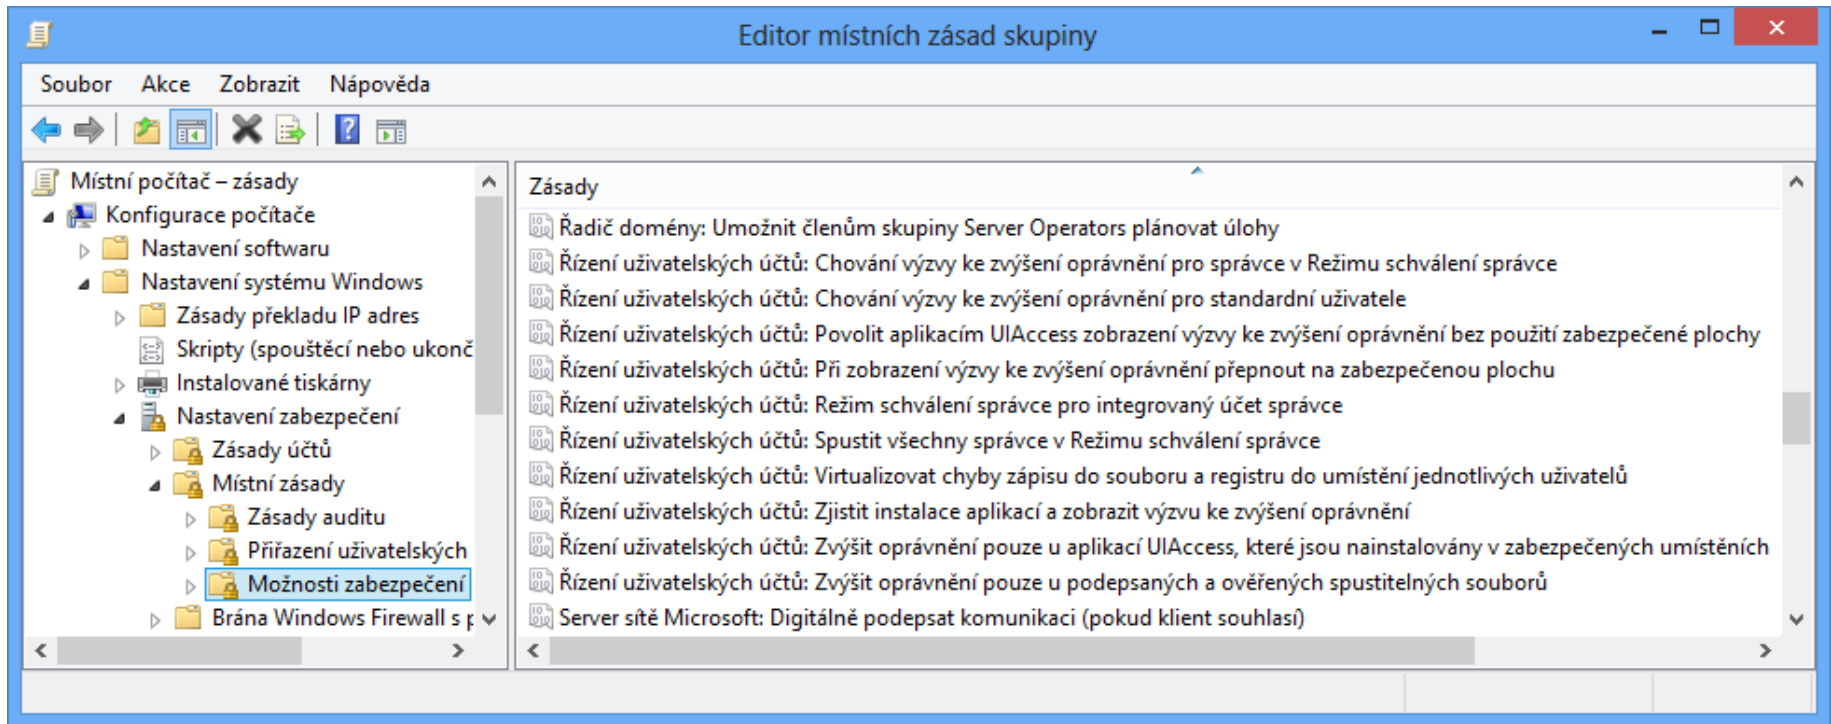 Editor místních zásad skupiny
Soubor Akce Zobrazit Nápověda
Místní počítač – zásady
Konfigurace počítače
Nastavení softwaru
Nastavení systému Windows
Zásady překladu IP adres
Skripty (spouštěcí nebo ukonč
Instalované tiskárny
Nastavení zabezpečení
Zásady účtů
Místní zásady
Zásady auditu
Přiřazení uživatelských
Možnosti zabezpečení
Brána Windows Firewall s p
Zásady
Řadič domény: Umožnit členům skupiny Server Operators plánovat úlohy
Řízení uživatelských účtů: Chování výzvy ke zvýšení oprávnění pro správce v Režimu schválení správce
Řízení uživatelských účtů: Chování výzvy ke zvýšení oprávnění pro standardní uživatele
Řízení uživatelských účtů: Povolit aplikacím UIAccess zobrazení výzvy ke zvýšení oprávnění bez použití zabezpečené plochy
Řízení uživatelských účtů: Při zobrazení výzvy ke zvýšení oprávnění přepnout na zabezpečenou plochu
Řízení uživatelských účtů: Režim schválení správce pro integrovaný účet správce
Řízení uživatelských účtů: Spustit všechny správce v Režimu schválení správce
Řízení uživatelských účtů: Virtualizovat chyby zápisu do souboru a registru do umístění jednotlivých uživatelů
Řízení uživatelských účtů: Zjistit instalace aplikací a zobrazit výzvu ke zvýšení oprávnění
Řízení uživatelských účtů: Zvýšit oprávnění pouze u aplikací UIAccess, které jsou nainstalovány v zabezpečených umístěních
Řízení uživatelských účtů: Zvýšit oprávnění pouze u podepsaných a ověřených spustitelných souborů
Server sítě Microsoft: Digitálně podepsat komunikaci (pokud klient souhlasí)